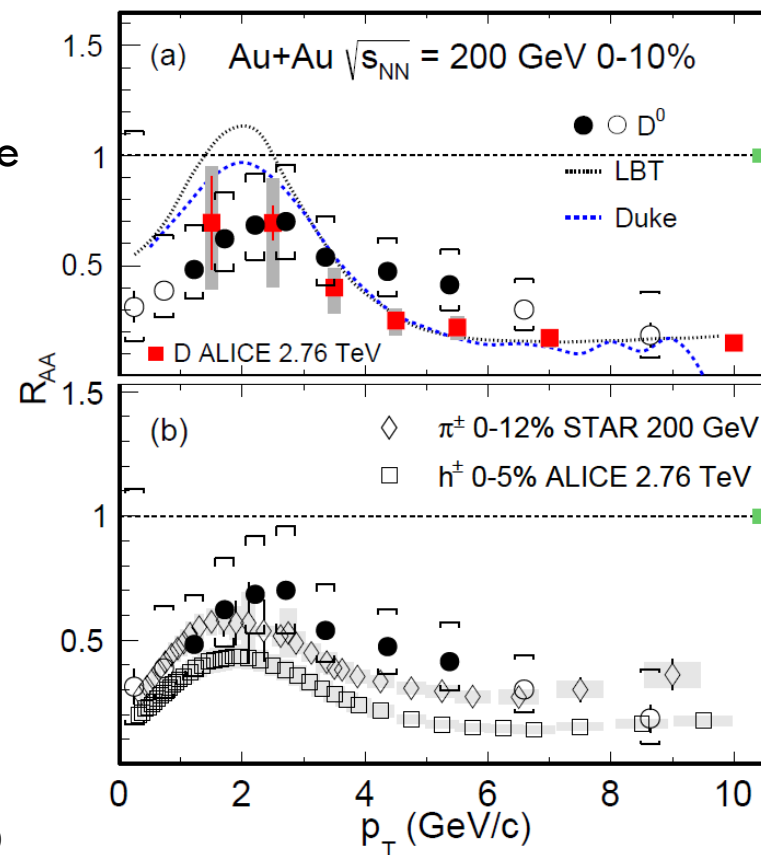 1.5
(a) Au+Au √sNN = 200 GeV 0-10%
e
1
D0
LBT
Duke
0.5
D ALICE 2.76 TeV
RAA
1.5
(b)
π± 0-12% STAR 200 GeV
h± 0-5% ALICE 2.76 TeV
1
0.5
0 2 4 6 8 10
pT (GeV/c)
)